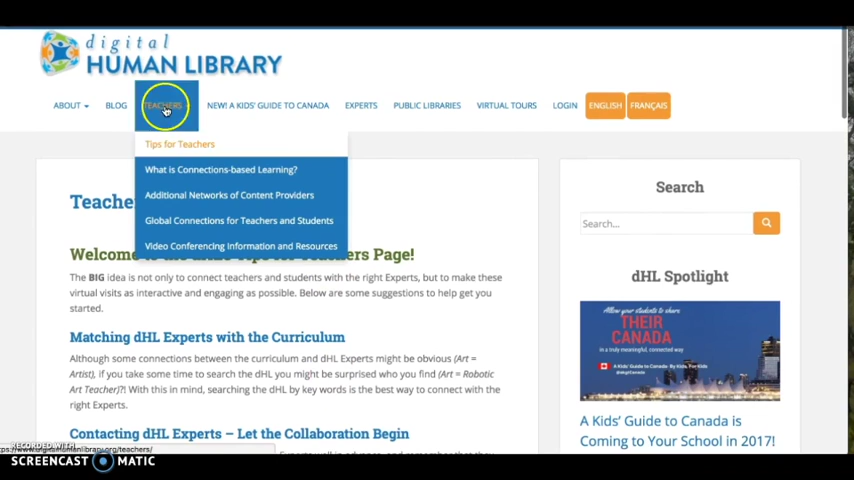 digital
HUMAN LIBRARY
ABOUT BLOG TEACHERS NEW! A KIDS' GUIDE TO CANADA EXPERTS PUBLIC LIBRARIES VIRTUAL TOURS LOGIN ENGLISH FRANÇAIS
Tips for Teachers
What is Connections-based Learning?
Additional Networks of Content Providers
Global Connections for Teachers and Students
Video Conferencing Information and Resources
Teache
Welcome to the Teachers Page!
The BIG idea is not only to connect teachers and students with the right Experts, but to make these
virtual visits as interactive and engaging as possible. Below are some suggestions to help get you
started.
Matching dHL Experts with the Curriculum
Although some connections between the curriculum and dHL Experts might be obvious (Art =
Artist), if you take some time to search the dHL you might be surprised who you find (Art = Robotic
Art Teacher)?! With this in mind, searching the dHL by key words is the best way to connect with the
right Experts.
Contacting dHL Experts – Let the Collaboration Begin
Search
Search...
dHL Spotlight
Allow your students to share
THEIR
CANADA
in a truly meaningful, connected way
A Kids' Guide to Canada - By Kids, For Kids
@akgtCanada
A Kids' Guide to Canada is
Coming to Your School in 2017!
RECORDED WITH
SCREENCAST MATIC